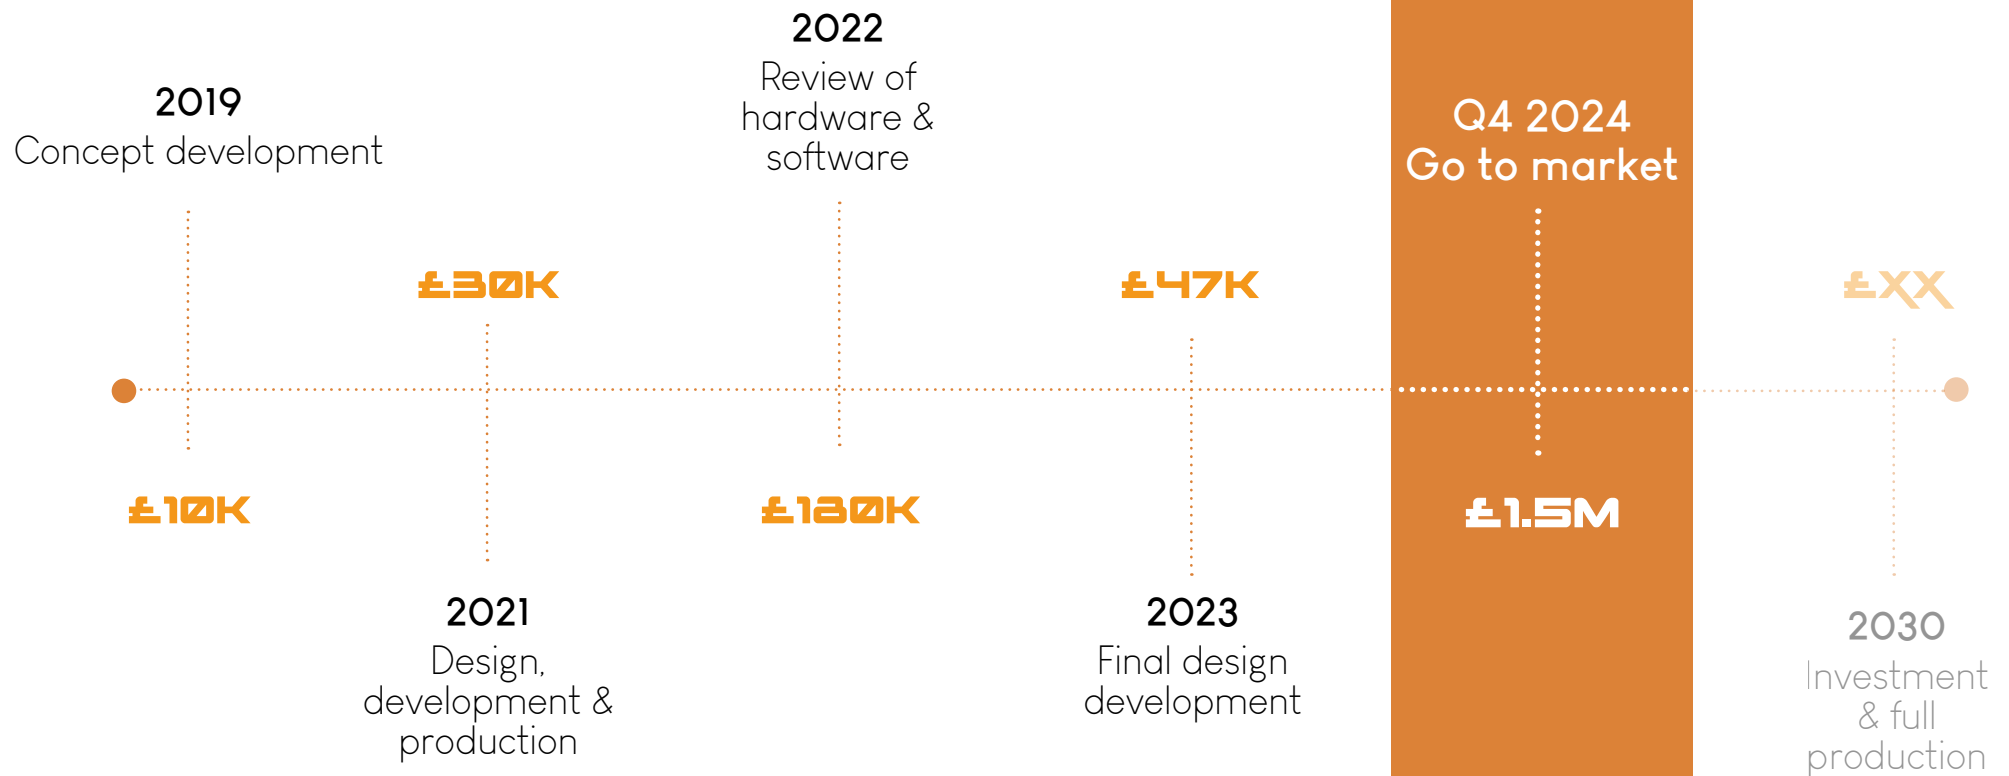 2019
Concept development
£10K
£30K
2021
Design,
development &
production
2022
Review of
hardware &
software
£180K
£47K
2023
Final design
development
Q4 2024
Go to market
£1.5M
£XX
2030
Investment
& full
production